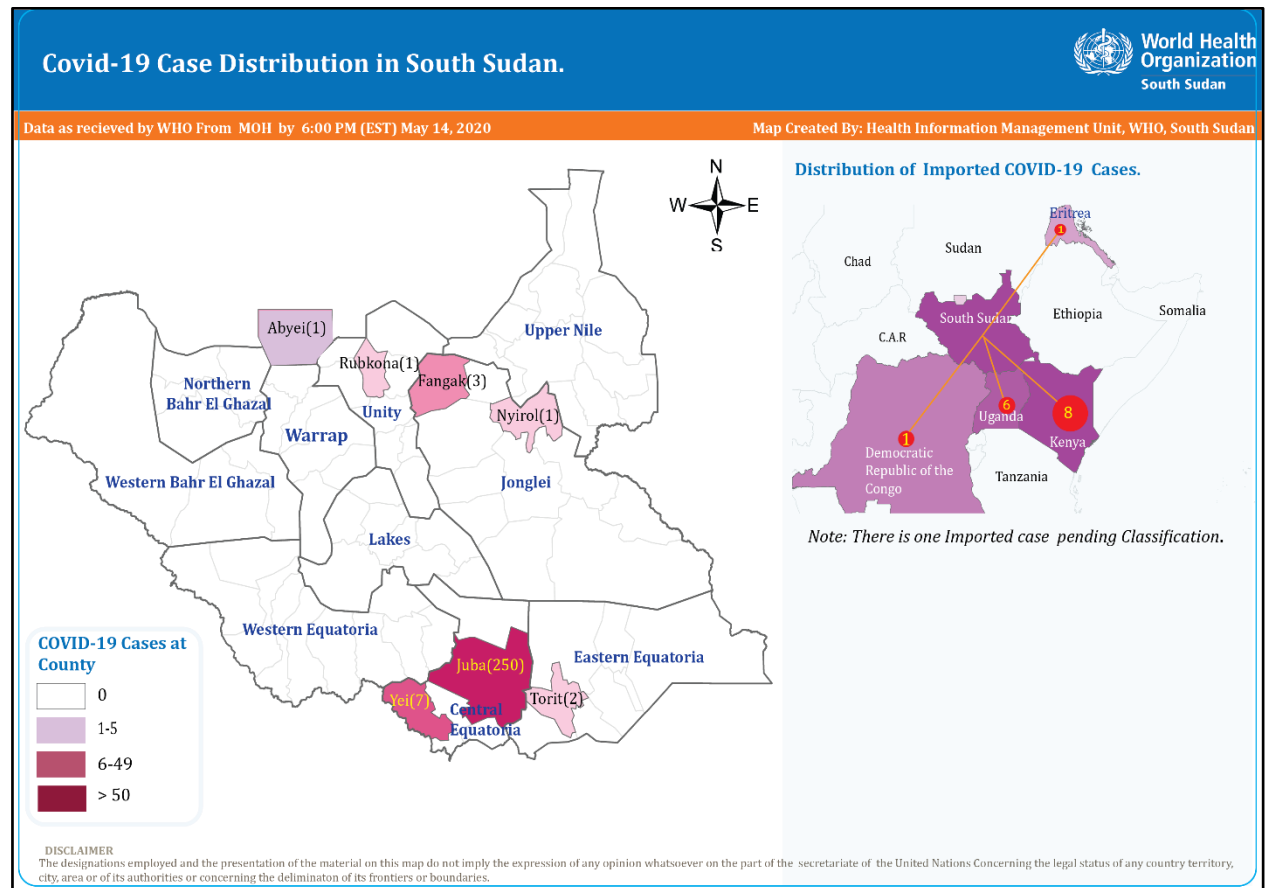 Covid-19 Case Distribution in South Sudan.
World Health
Organization
South Sudan
Data as recieved by WHO From MOH by 6:00 PM (EST) May 14, 2020
Map Created By: Health Information Management Unit, WHO, South Sudan
N
W
E
S
Abyei(1)
Rubkona(1)
Fangak(3)
Nyirol(1)
Upper Nile
Northern
Bahr El Ghazal
Unity
Warrap
Western Bahr El Ghazal
Jonglei
Lakes
Western Equatoria
Eastern Equatoria
Juba(250)
Yei(7)
Torit(2)
Central
Equatoria
COVID-19 Cases at
County
0
1-5
6-49
> 50
Distribution of Imported COVID-19 Cases.
Eritrea
1
Sudan
Chad
Somalia
Ethiopia
South Sudan
C.A.R
6
Uganda
8
Kenya
1
Democratic
Republic of the
Congo
Tanzania
Note: There is one Imported case pending Classification.
DISCLAIMER
The designations employed and the presentation of the material on this map do not imply the expression of any opinion whatsoever on the part of the secretariate of the United Nations Concerning the legal status of any country territory,
city, area or of its authorities or concerning the deliminaton of its frontiers or boundaries.